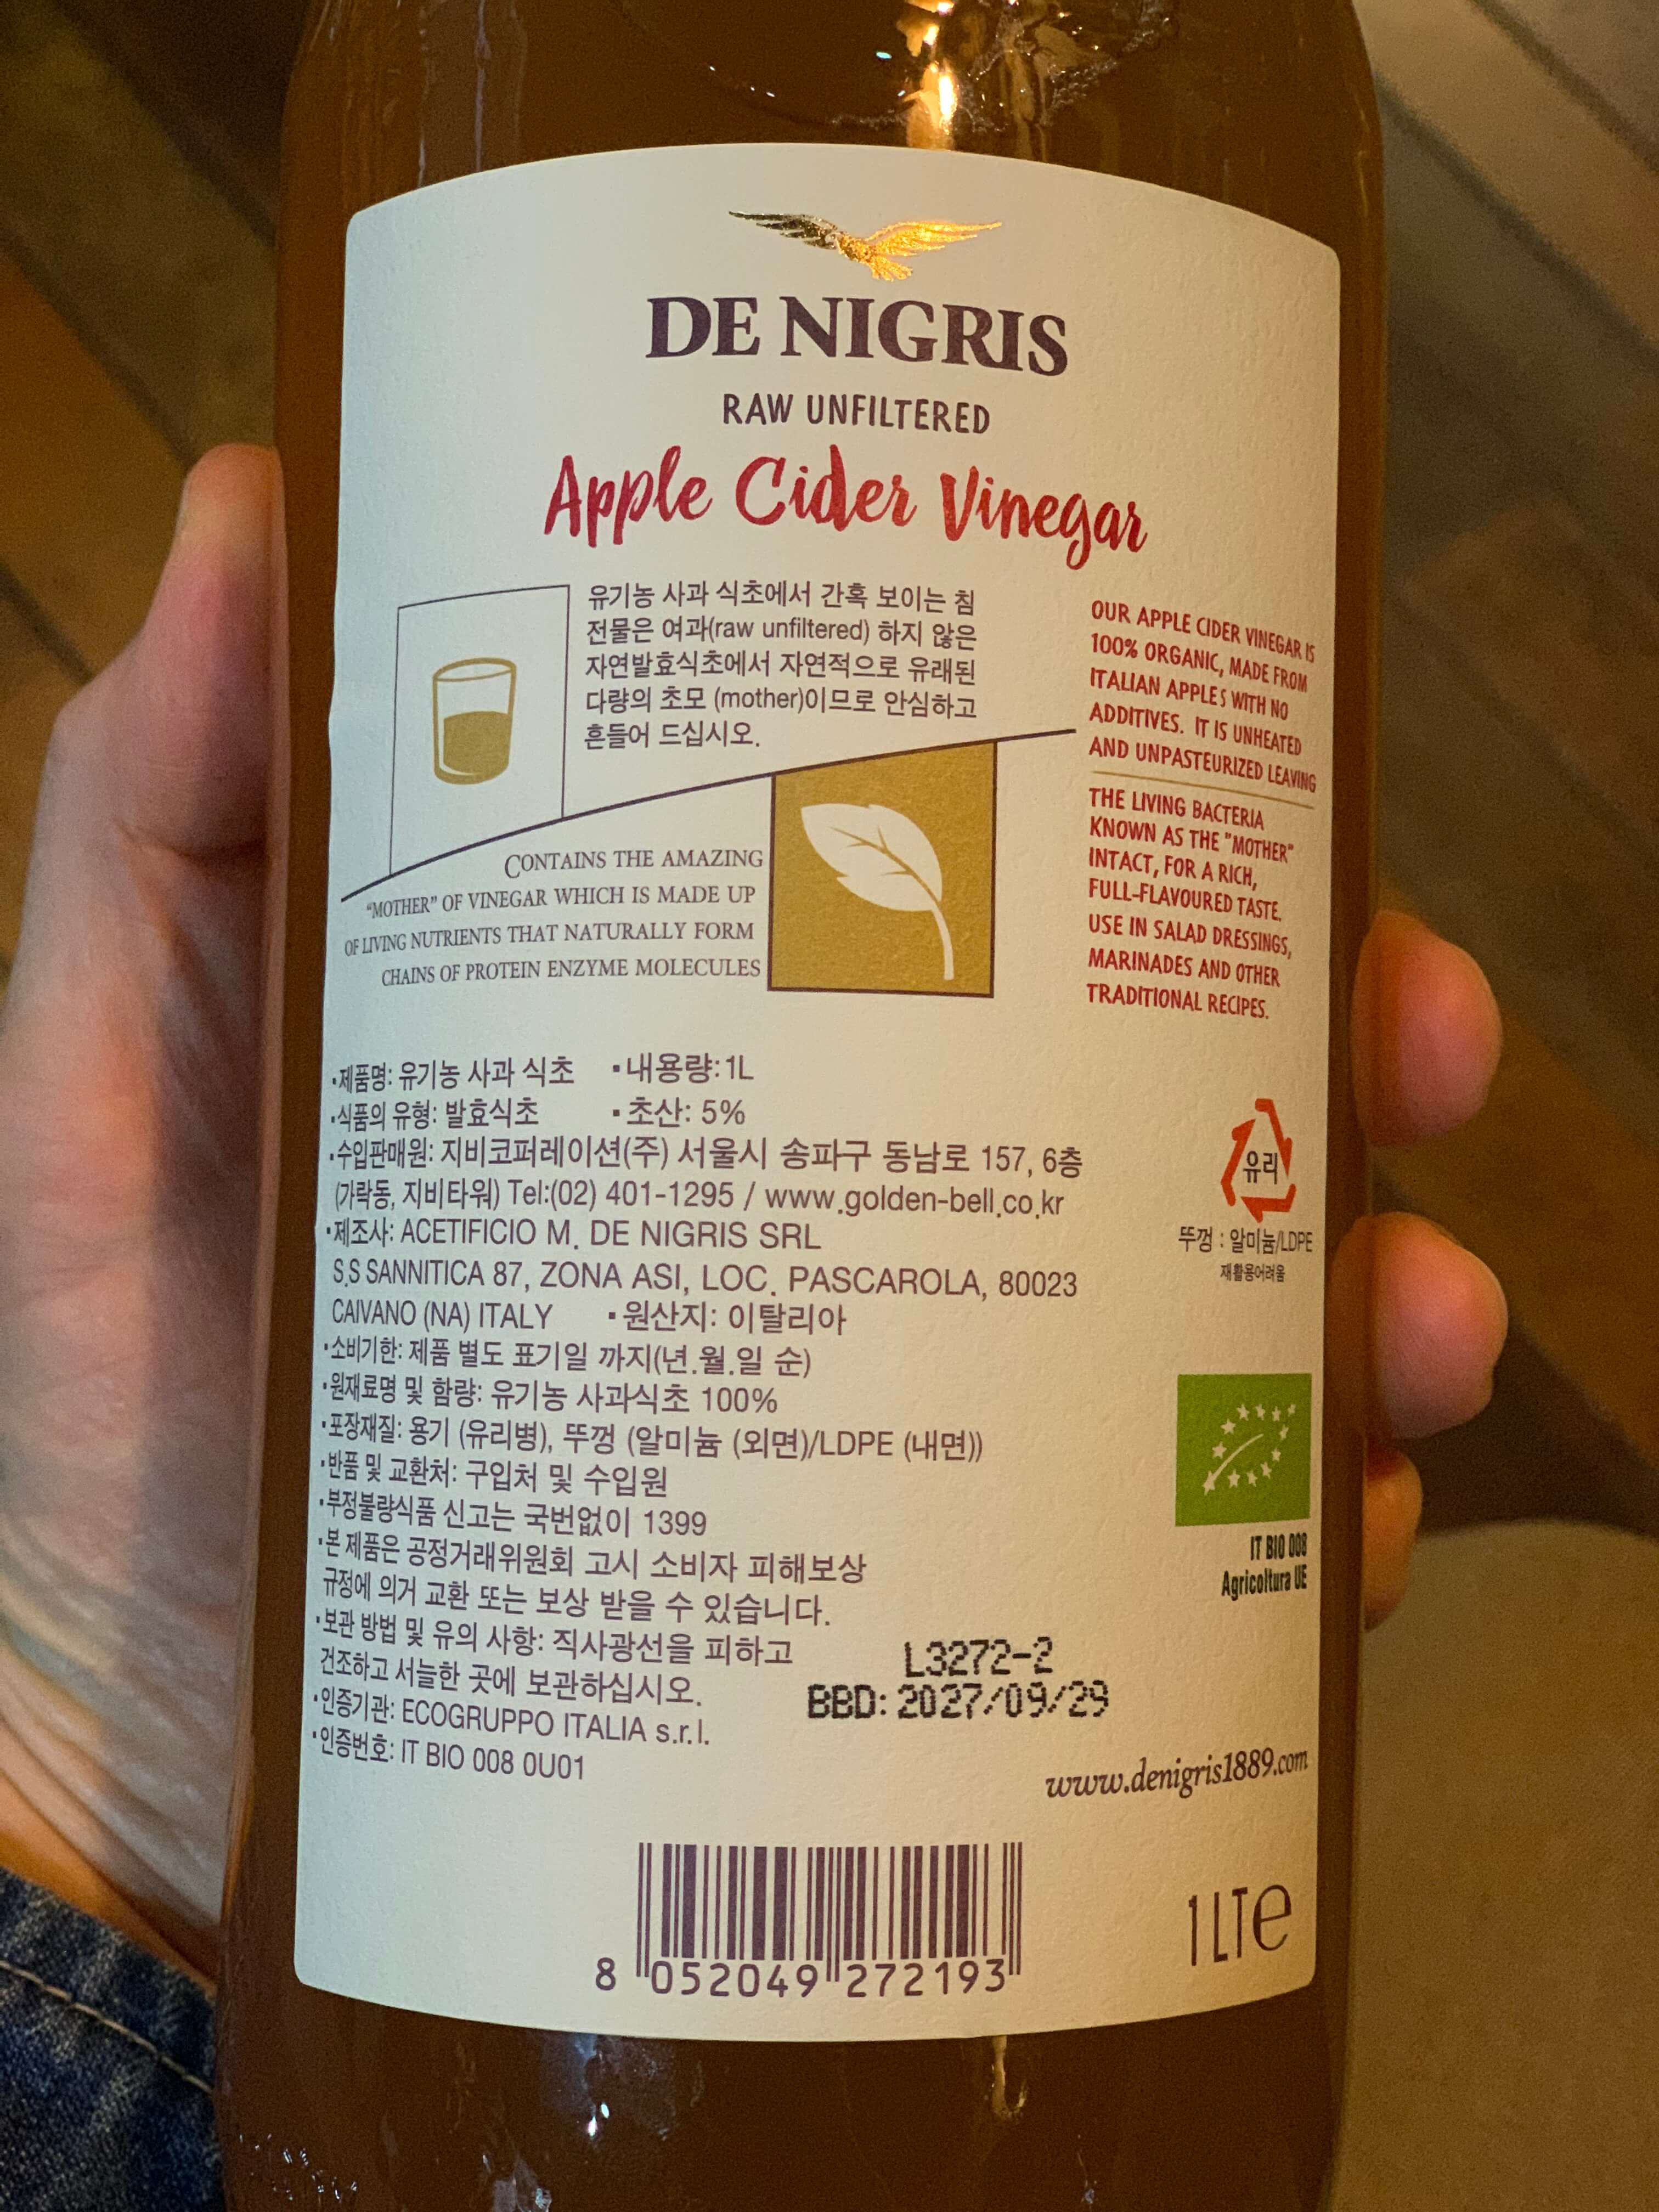 DE NIGRIS
RAW UNFILTERED
Apple Cider Vinegar
유기농 사과 식초에서 간혹 보이는 침
전물은 여과(raw unfiltered) 하지 않은
자연발효식초에서 자연적으로 유래된
다량의 초모 (mother)이므로 안심하고
흔들어 드십시오.
CONTAINS THE AMAZING
“MOTHER” OF VINEGAR WHICH IS MADE UP
OF LIVING NUTRIENTS THAT NATURALLY FORM
CHAINS OF PROTEIN ENZYME MOLECULES
OUR APPLE CIDER VINEGAR IS
100% ORGANIC, MADE FROM
ITALIAN APPLES WITH NO
ADDITIVES. IT IS UNHEATED
AND UNPASTEURIZED LEAVING
THE LIVING BACTERIA
KNOWN AS THE "MOTHER"
INTACT, FOR A RICH,
FULL-FLAVOURED TASTE.
USE IN SALAD DRESSINGS,
MARINADES AND OTHER
TRADITIONAL RECIPES.
•제품명: 유기농 사과 식초 •내용량:1L
•식품의 유형: 발효식초 •초산: 5%
•수입판매원: 지비코퍼레이션(주) 서울시 송파구 동남로 157, 6층
(가락동, 지비타워) Tel:(02) 401-1295 / www.golden-bell.co.kr
•제조사: ACETIFICIO M. DE NIGRIS SRL
S.S SANNITICA 87, ZONA ASI, LOC. PASCAROLA, 80023
CAIVANO (NA) ITALY •원산지: 이탈리아
•소비기한: 제품 별도 표기일 까지(년.월.일 순)
•원재료명 및 함량: 유기농 사과식초 100%
•포장재질: 용기 (유리병), 뚜껑 (알미늄 (외면)/LDPE (내면))
•반품 및 교환처: 구입처 및 수입원
•부정불량식품 신고는 국번없이 1399
•본 제품은 공정거래위원회 고시 소비자 피해보상
규정에 의거 교환 또는 보상 받을 수 있습니다.
•보관 방법 및 유의 사항: 직사광선을 피하고
건조하고 서늘한 곳에 보관하십시오.
•인증기관: ECOGRUPPO ITALIA s.r.l.
•인증번호: IT BIO 008 0U01
유리
뚜껑 : 알미늄/LDPE
재활용어려움
IT BIO 008
Agricoltura UE
L3272-2
BBD: 2027/09/29
www.denigris1889.com
8 052049 272193
1 LT e